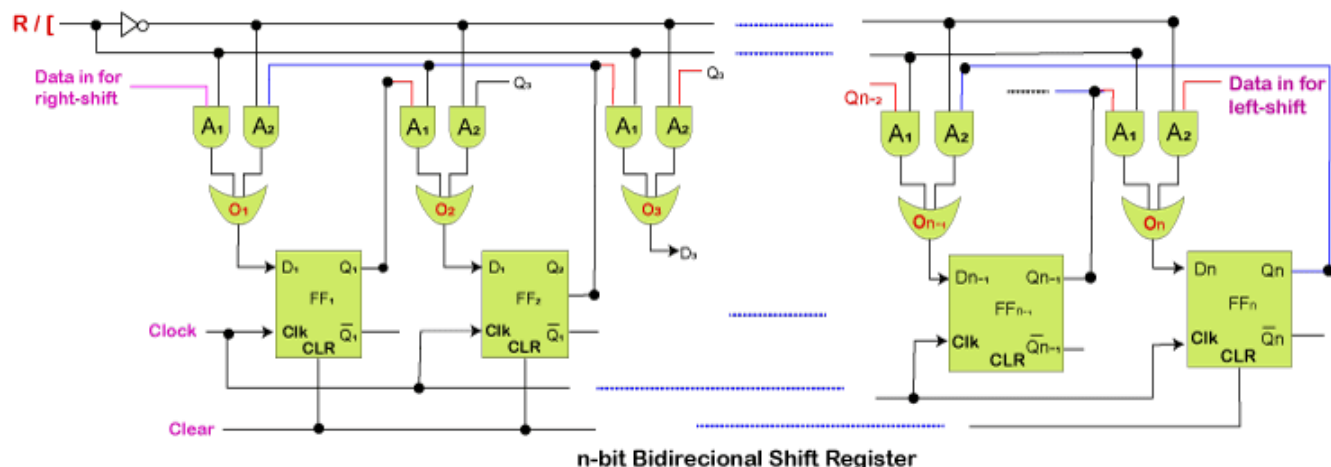 R / [
Data in for
right-shift
Q₃
Q₃
Qn-₂
Data in for
left-shift
A₁ A₂ A₁ A₂ A₁ A₂ A₁ A₂ A₁ A₂
O₁ O₂ O₃ On-₁ On
D₃
D₁ Q₁ D₁ Q₂ Dn-₁ Qn-₁ Dn Qn
FF₁ FF₂ FFn-₁ FFn
Clock
Clk Q̅₁ Clk Q̅₁ Clk Q̅n-₁ Clk Q̅n
CLR CLR CLR CLR
Clear
n-bit Bidirecional Shift Register